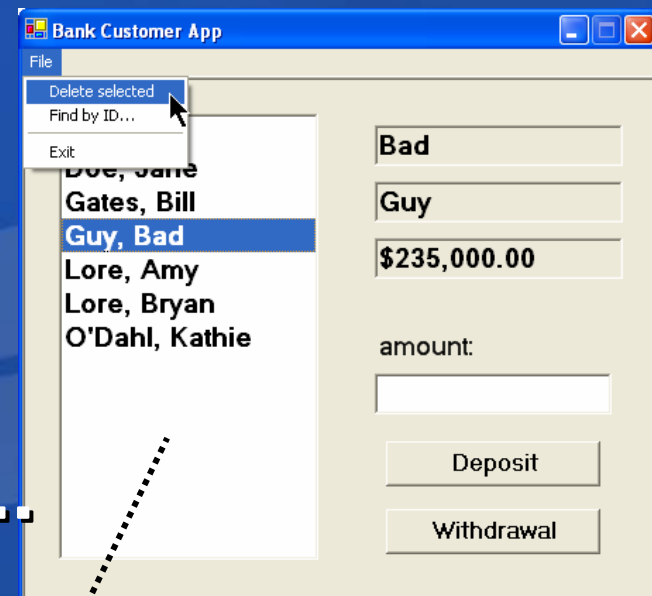 Bank Customer App
File
Delete selected
Find by ID...
Exit
Doe, Jane
Gates, Bill
Guy, Bad
Lore, Amy
Lore, Bryan
O'Dahl, Kathie
Bad
Guy
$235,000.00
amount:
Deposit
Withdrawal